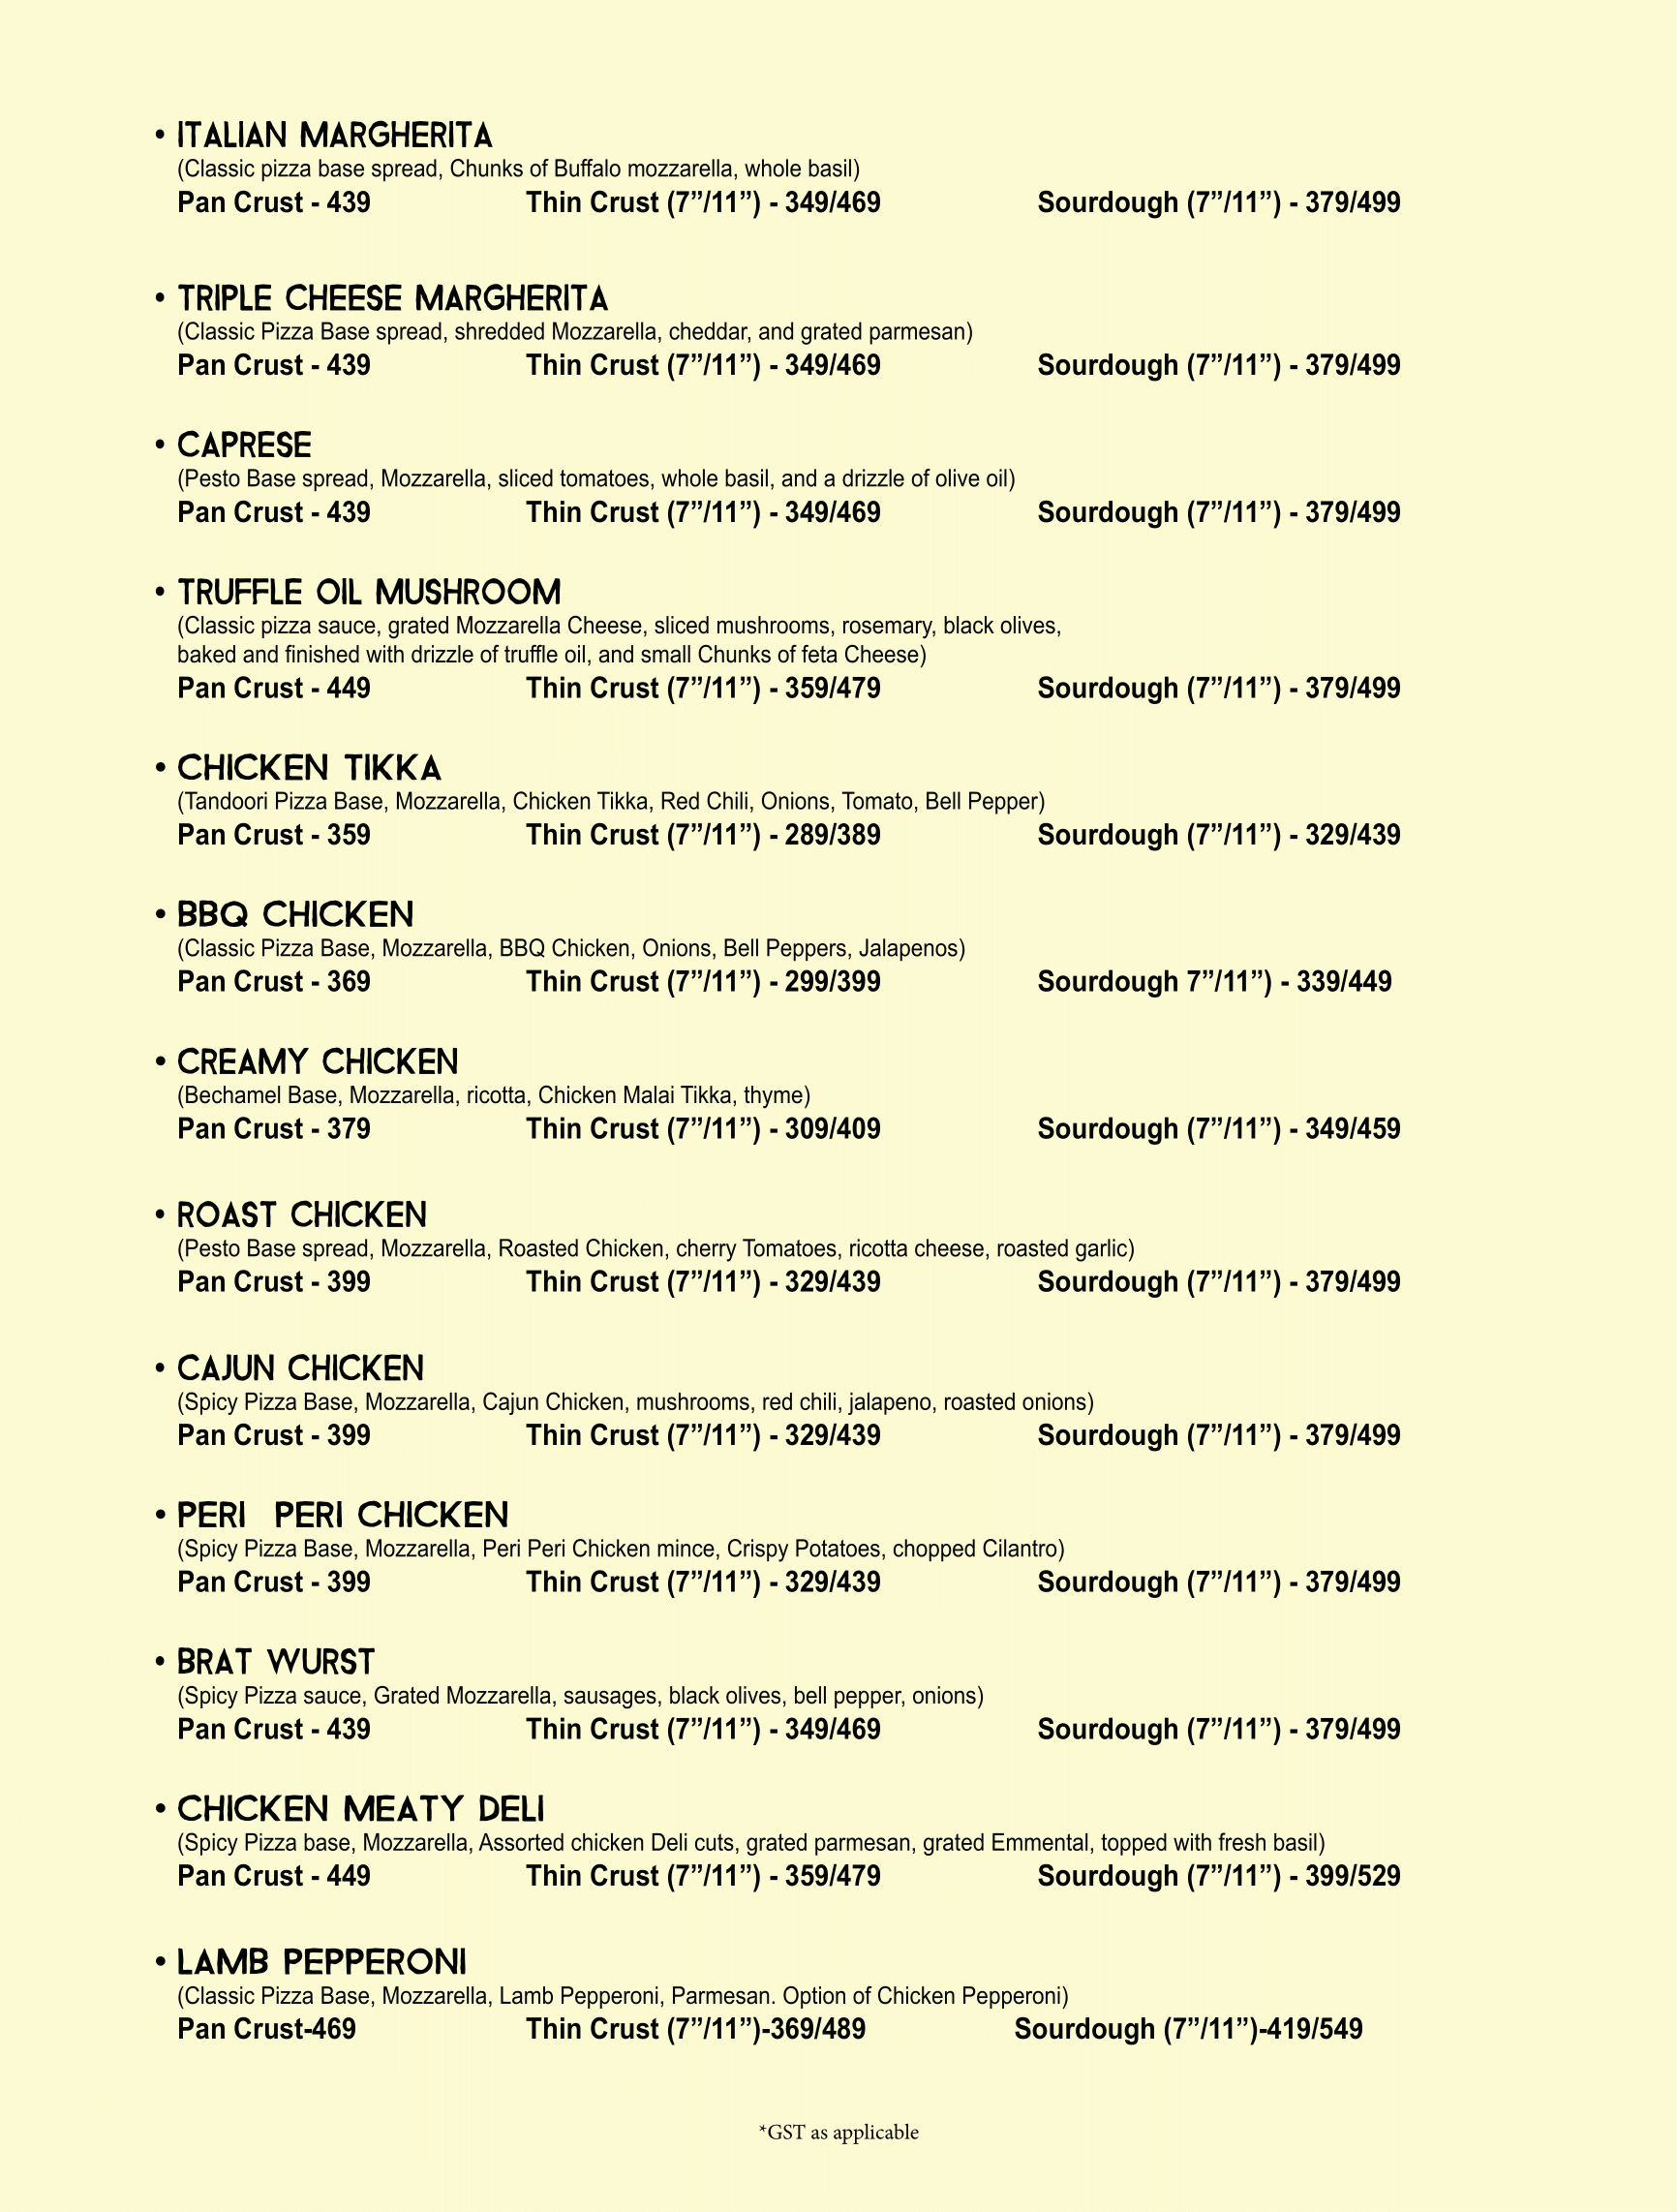 • ITALIAN MARGHERITA
(Classic pizza base spread, Chunks of Buffalo mozzarella, whole basil)
Pan Crust - 439 Thin Crust (7”/11”) - 349/469 Sourdough (7”/11”) - 379/499
• TRIPLE CHEESE MARGHERITA
(Classic Pizza Base spread, shredded Mozzarella, cheddar, and grated parmesan)
Pan Crust - 439 Thin Crust (7”/11”) - 349/469 Sourdough (7”/11”) - 379/499
• CAPRESE
(Pesto Base spread, Mozzarella, sliced tomatoes, whole basil, and a drizzle of olive oil)
Pan Crust - 439 Thin Crust (7”/11”) - 349/469 Sourdough (7”/11”) - 379/499
• TRUFFLE OIL MUSHROOM
(Classic pizza sauce, grated Mozzarella Cheese, sliced mushrooms, rosemary, black olives,
baked and finished with drizzle of truffle oil, and small Chunks of feta Cheese)
Pan Crust - 449 Thin Crust (7”/11”) - 359/479 Sourdough (7”/11”) - 379/499
• CHICKEN TIKKA
(Tandoori Pizza Base, Mozzarella, Chicken Tikka, Red Chili, Onions, Tomato, Bell Pepper)
Pan Crust - 359 Thin Crust (7”/11”) - 289/389 Sourdough (7”/11”) - 329/439
• BBQ CHICKEN
(Classic Pizza Base, Mozzarella, BBQ Chicken, Onions, Bell Peppers, Jalapenos)
Pan Crust - 369 Thin Crust (7”/11”) - 299/399 Sourdough 7”/11”) - 339/449
• CREAMY CHICKEN
(Bechamel Base, Mozzarella, ricotta, Chicken Malai Tikka, thyme)
Pan Crust - 379 Thin Crust (7”/11”) - 309/409 Sourdough (7”/11”) - 349/459
• ROAST CHICKEN
(Pesto Base spread, Mozzarella, Roasted Chicken, cherry Tomatoes, ricotta cheese, roasted garlic)
Pan Crust - 399 Thin Crust (7”/11”) - 329/439 Sourdough (7”/11”) - 379/499
• CAJUN CHICKEN
(Spicy Pizza Base, Mozzarella, Cajun Chicken, mushrooms, red chili, jalapeno, roasted onions)
Pan Crust - 399 Thin Crust (7”/11”) - 329/439 Sourdough (7”/11”) - 379/499
• PERI PERI CHICKEN
(Spicy Pizza Base, Mozzarella, Peri Peri Chicken mince, Crispy Potatoes, chopped Cilantro)
Pan Crust - 399 Thin Crust (7”/11”) - 329/439 Sourdough (7”/11”) - 379/499
• BRAT WURST
(Spicy Pizza sauce, Grated Mozzarella, sausages, black olives, bell pepper, onions)
Pan Crust - 439 Thin Crust (7”/11”) - 349/469 Sourdough (7”/11”) - 379/499
• CHICKEN MEATY DELI
(Spicy Pizza base, Mozzarella, Assorted chicken Deli cuts, grated parmesan, grated Emmental, topped with fresh basil)
Pan Crust - 449 Thin Crust (7”/11”) - 359/479 Sourdough (7”/11”) - 399/529
• LAMB PEPPERONI
(Classic Pizza Base, Mozzarella, Lamb Pepperoni, Parmesan. Option of Chicken Pepperoni)
Pan Crust-469 Thin Crust (7”/11”)-369/489 Sourdough (7”/11”)-419/549
*GST as applicable